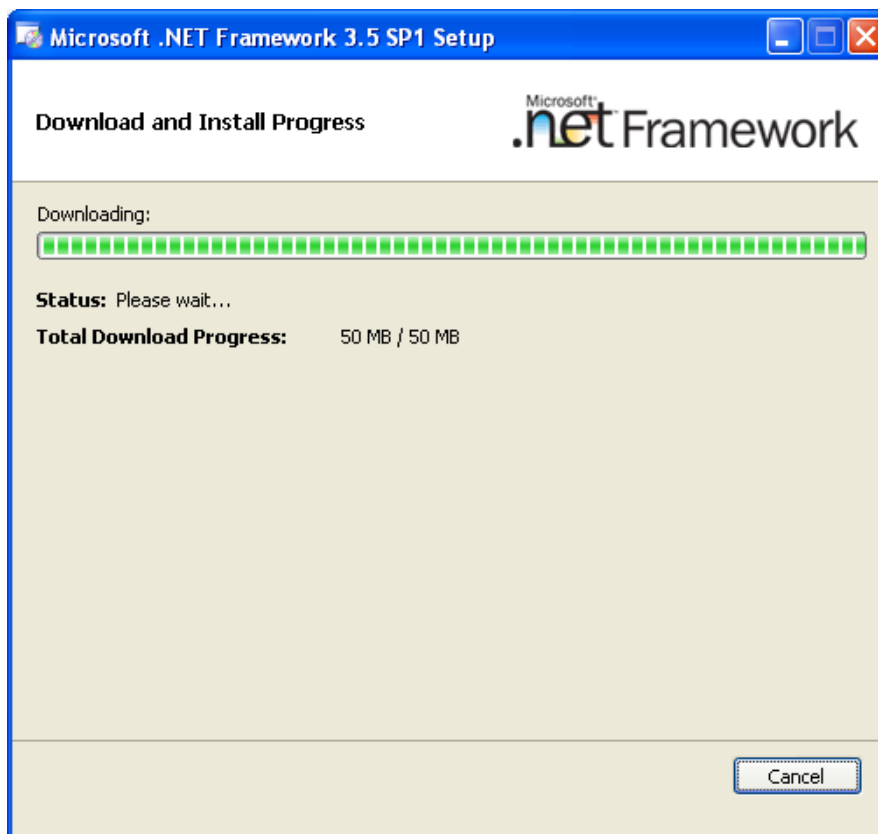 Microsoft .NET Framework 3.5 SP1 Setup
Download and Install Progress
Microsoft
.net Framework
Downloading:
Status: Please wait...
Total Download Progress: 50 MB / 50 MB
Cancel